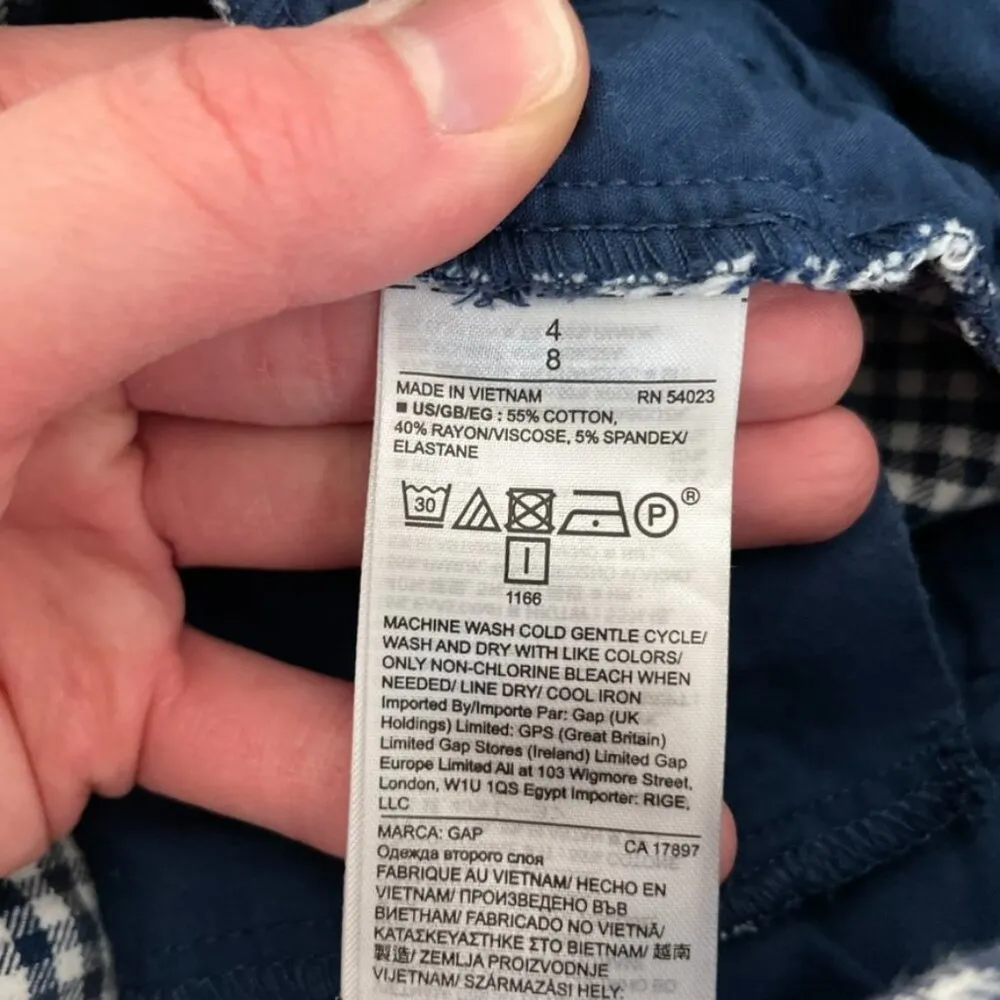 4
8
MADE IN VIETNAM RN 54023
■ US/GB/EG : 55% COTTON,
40% RAYON/VISCOSE, 5% SPANDEX/
ELASTANE
30 P ®
1166
MACHINE WASH COLD GENTLE CYCLE/
WASH AND DRY WITH LIKE COLORS/
ONLY NON-CHLORINE BLEACH WHEN
NEEDED/ LINE DRY/ COOL IRON
Imported By/Importe Par: Gap (UK
Holdings) Limited: GPS (Great Britain)
Limited Gap Stores (Ireland) Limited Gap
Europe Limited All at 103 Wigmore Street,
London, W1U 1QS Egypt Importer: RIGE,
LLC
MARCA: GAP CA 17897
Одежда второго слоя
FABRIQUE AU VIETNAM/ HECHO EN
VIETNAM/ ПРОИЗВЕДЕНО ВЪВ
ВИЕТНАМ/ FABRICADO NO VIETNÃ/
ΚΑΤΑΣΚΕΥΑΣΤΗΚΕ ΣΤΟ ΒΙΕΤΝΑΜ/ 越南
製造/ ZEMLJA PROIZVODNJE
VIJETNAM/ SZÁRMAZÁSI HELY: